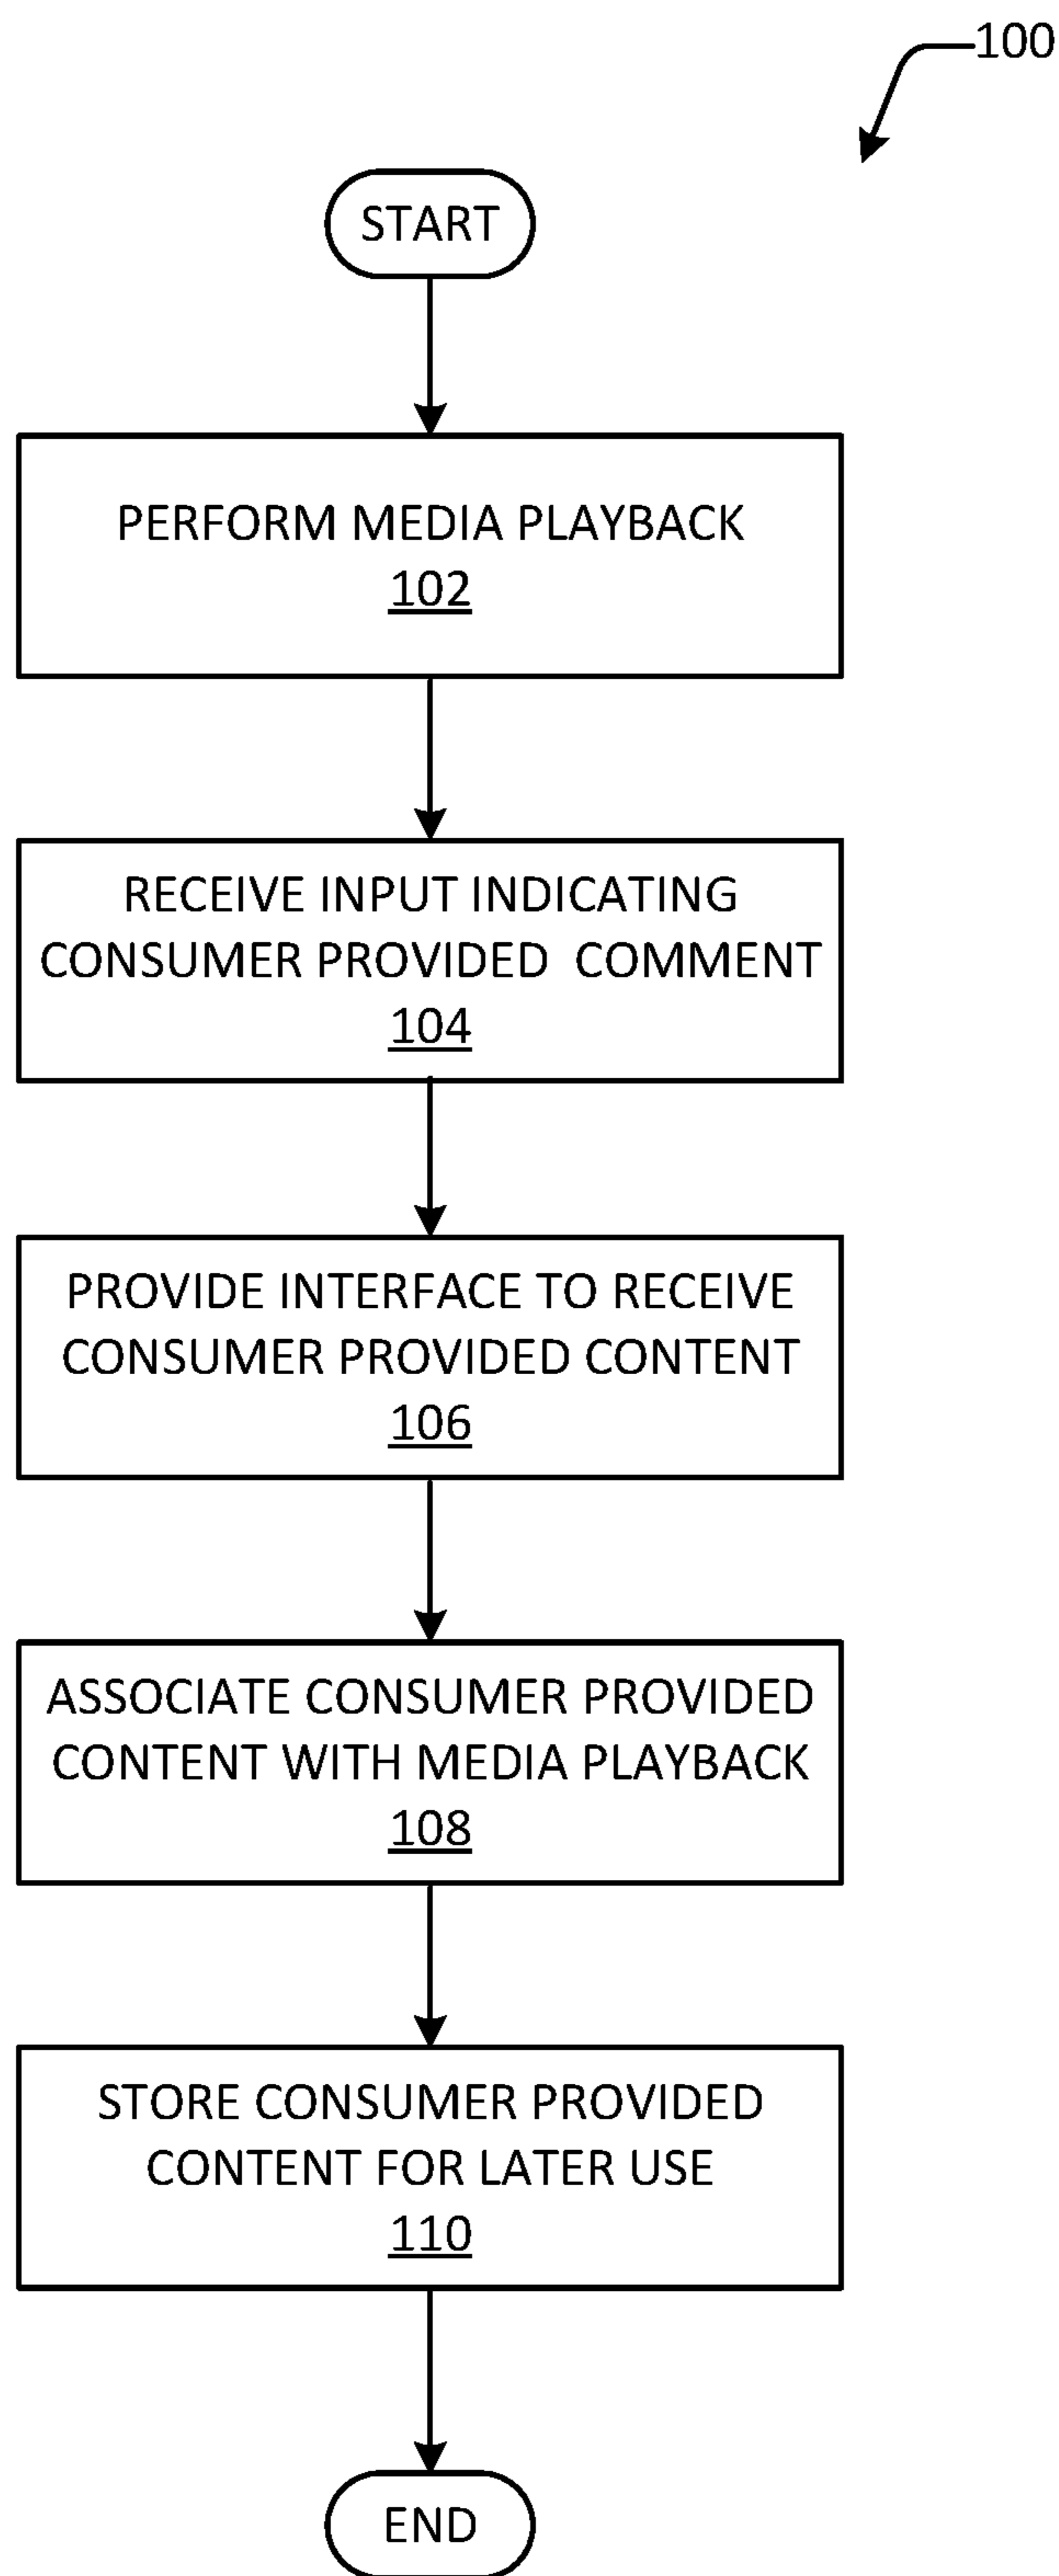 100
START
PERFORM MEDIA PLAYBACK
102
RECEIVE INPUT INDICATING
CONSUMER PROVIDED COMMENT
104
PROVIDE INTERFACE TO RECEIVE
CONSUMER PROVIDED CONTENT
106
ASSOCIATE CONSUMER PROVIDED
CONTENT WITH MEDIA PLAYBACK
108
STORE CONSUMER PROVIDED
CONTENT FOR LATER USE
110
END